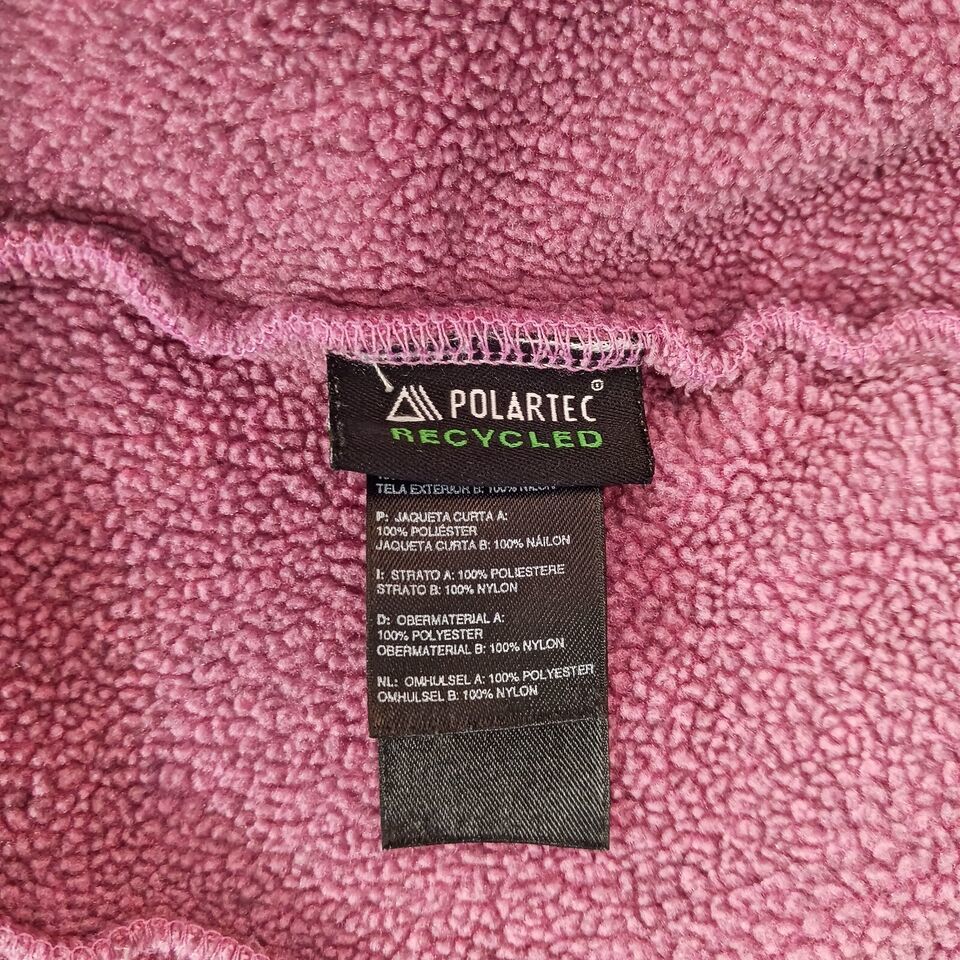 POLARTEC®
RECYCLED
TELA EXTERIOR B: 100% NILON
P: JAQUETA CURTA A:
100% POLIÉSTER
JAQUETA CURTA B: 100% NÁILON
I: STRATO A: 100% POLIESTERE
STRATO B: 100% NYLON
D: OBERMATERIAL A:
100% POLYESTER
OBERMATERIAL B: 100% NYLON
NL: OMHULSEL A: 100% POLYESTER
OMHULSEL B: 100% NYLON